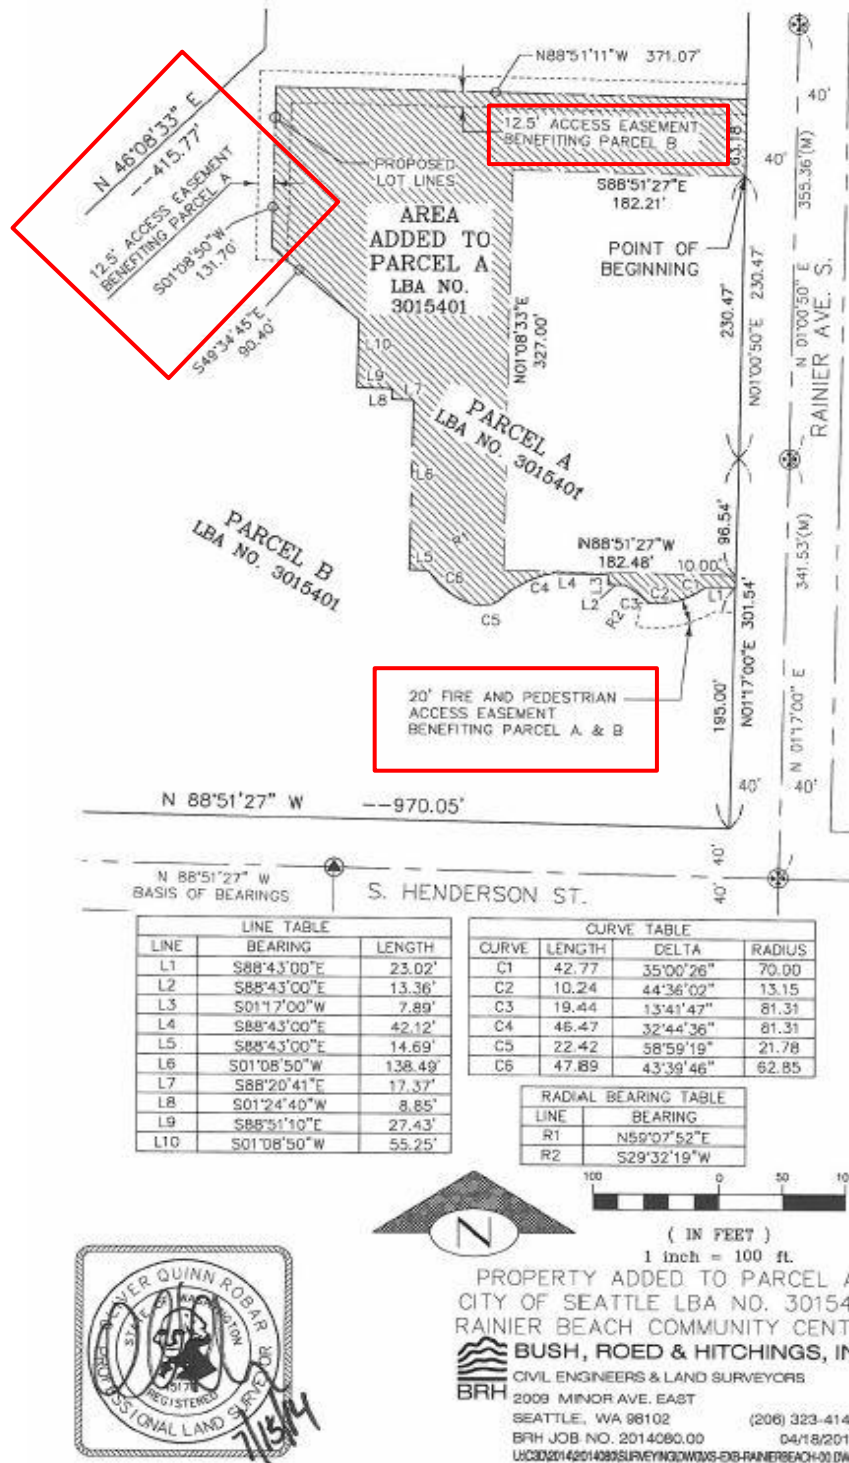 N88°51'11"W 371.07'
40'
N 46°08'33" E
--415.77'
12.5' ACCESS EASEMENT
BENEFITING PARCEL A
S01°08'50"W
131.70'
S49°34'45"E
90.40'
PROPOSED
LOT LINES
12.5' ACCESS EASEMENT
BENEFITING PARCEL B
63.18'
40'
355.36'(M)
S88°51'27"E
182.21'
AREA
ADDED TO
PARCEL A
LBA NO.
3015401
POINT OF
BEGINNING
N01°08'33"E
327.00'
230.47'
N01°00'50"E 230.47'
N 01°00'50" E
RAINIER AVE. S.
L10
L9
L8
L7
L6
L5
PARCEL A
LBA NO. 3015401
PARCEL B
LBA NO. 3015401
R1
C6
C5
C4
L4
L3
L2
C3
R2
C2
C1
L1
N88°51'27"W
182.48'
10.00'
96.54'
341.53'(M)
N01°17'00"E 301.54'
195.00'
N 01°17'00" E
20' FIRE AND PEDESTRIAN
ACCESS EASEMENT
BENEFITING PARCEL A & B
40'
40'
N 88°51'27" W --970.05'
40'
40'
N 88°51'27" W
BASIS OF BEARINGS
S. HENDERSON ST.
LINE TABLE
LINE BEARING LENGTH
L1 S88°43'00"E 23.02'
L2 S88°43'00"E 13.36'
L3 S01°17'00"W 7.89'
L4 S88°43'00"E 42.12'
L5 S88°43'00"E 14.69'
L6 S01°08'50"W 138.49'
L7 S88°20'41"E 17.37'
L8 S01°24'40"W 8.85'
L9 S88°51'10"E 27.43'
L10 S01°08'50"W 55.25'
CURVE TABLE
CURVE LENGTH DELTA RADIUS
C1 42.77 35°00'26" 70.00
C2 10.24 44°36'02" 13.15
C3 19.44 13°41'47" 81.31
C4 46.47 32°44'36" 81.31
C5 22.42 58°59'19" 21.78
C6 47.89 43°39'46" 62.85
RADIAL BEARING TABLE
LINE BEARING
R1 N59°07'52"E
R2 S29°32'19"W
100 0 50 10
( IN FEET )
1 inch = 100 ft.
N
OLIVER QUINN ROBAR
STATE OF WASHINGTON
REGISTERED
PROFESSIONAL LAND SURVEYOR
7/15/14
PROPERTY ADDED TO PARCEL A
CITY OF SEATTLE LBA NO. 30154
RAINIER BEACH COMMUNITY CENT
BRH
BUSH, ROED & HITCHINGS, IN
CIVIL ENGINEERS & LAND SURVEYORS
2009 MINOR AVE. EAST
SEATTLE, WA 98102 (206) 323-414
BRH JOB NO. 2014080.00 04/18/201